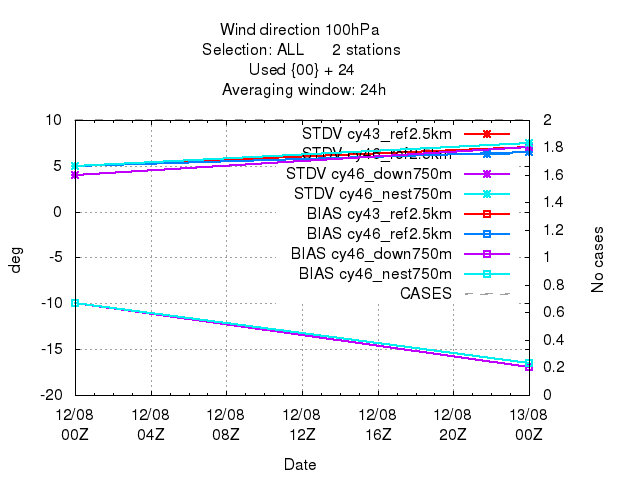 Wind direction 100hPa
Selection: ALL 2 stations
Used {00} + 24
Averaging window: 24h
10
5
0
-5
-10
-15
-20
deg
2
1.8
1.6
1.4
1.2
1
0.8
0.6
0.4
0.2
0
No cases
STDV cy43_ref2.5km
STDV cy46_ref2.5km
STDV cy46_down750m
STDV cy46_nest750m
BIAS cy43_ref2.5km
BIAS cy46_ref2.5km
BIAS cy46_down750m
BIAS cy46_nest750m
CASES
12/08 12/08 12/08 12/08 12/08 12/08 13/08
00Z 04Z 08Z 12Z 16Z 20Z 00Z
Date